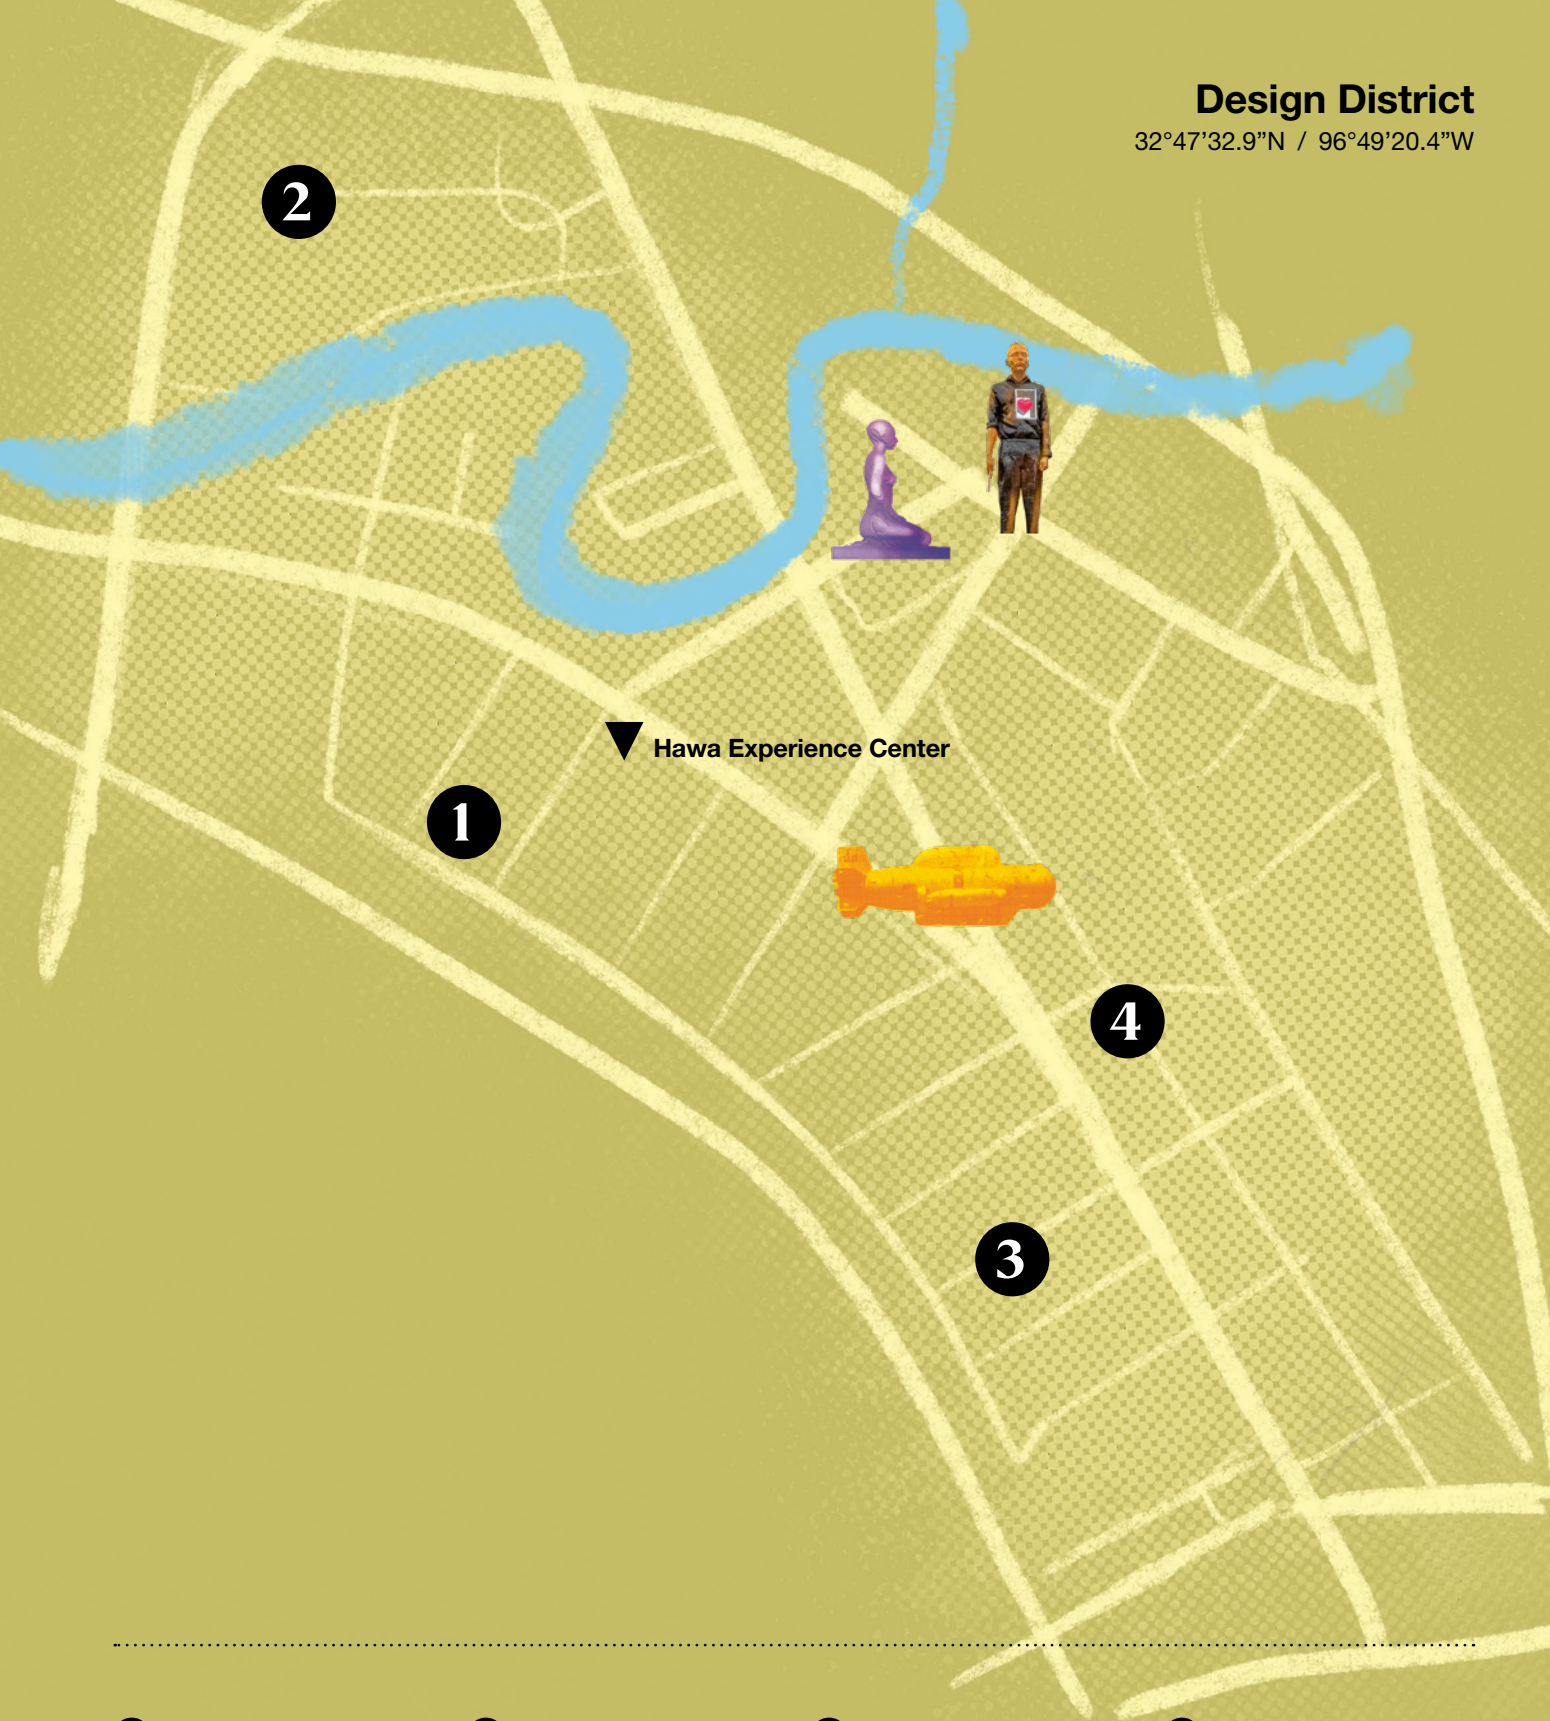 Design District
32°47’32.9”N / 96°49’20.4”W
2
Hawa Experience Center
1
4
3